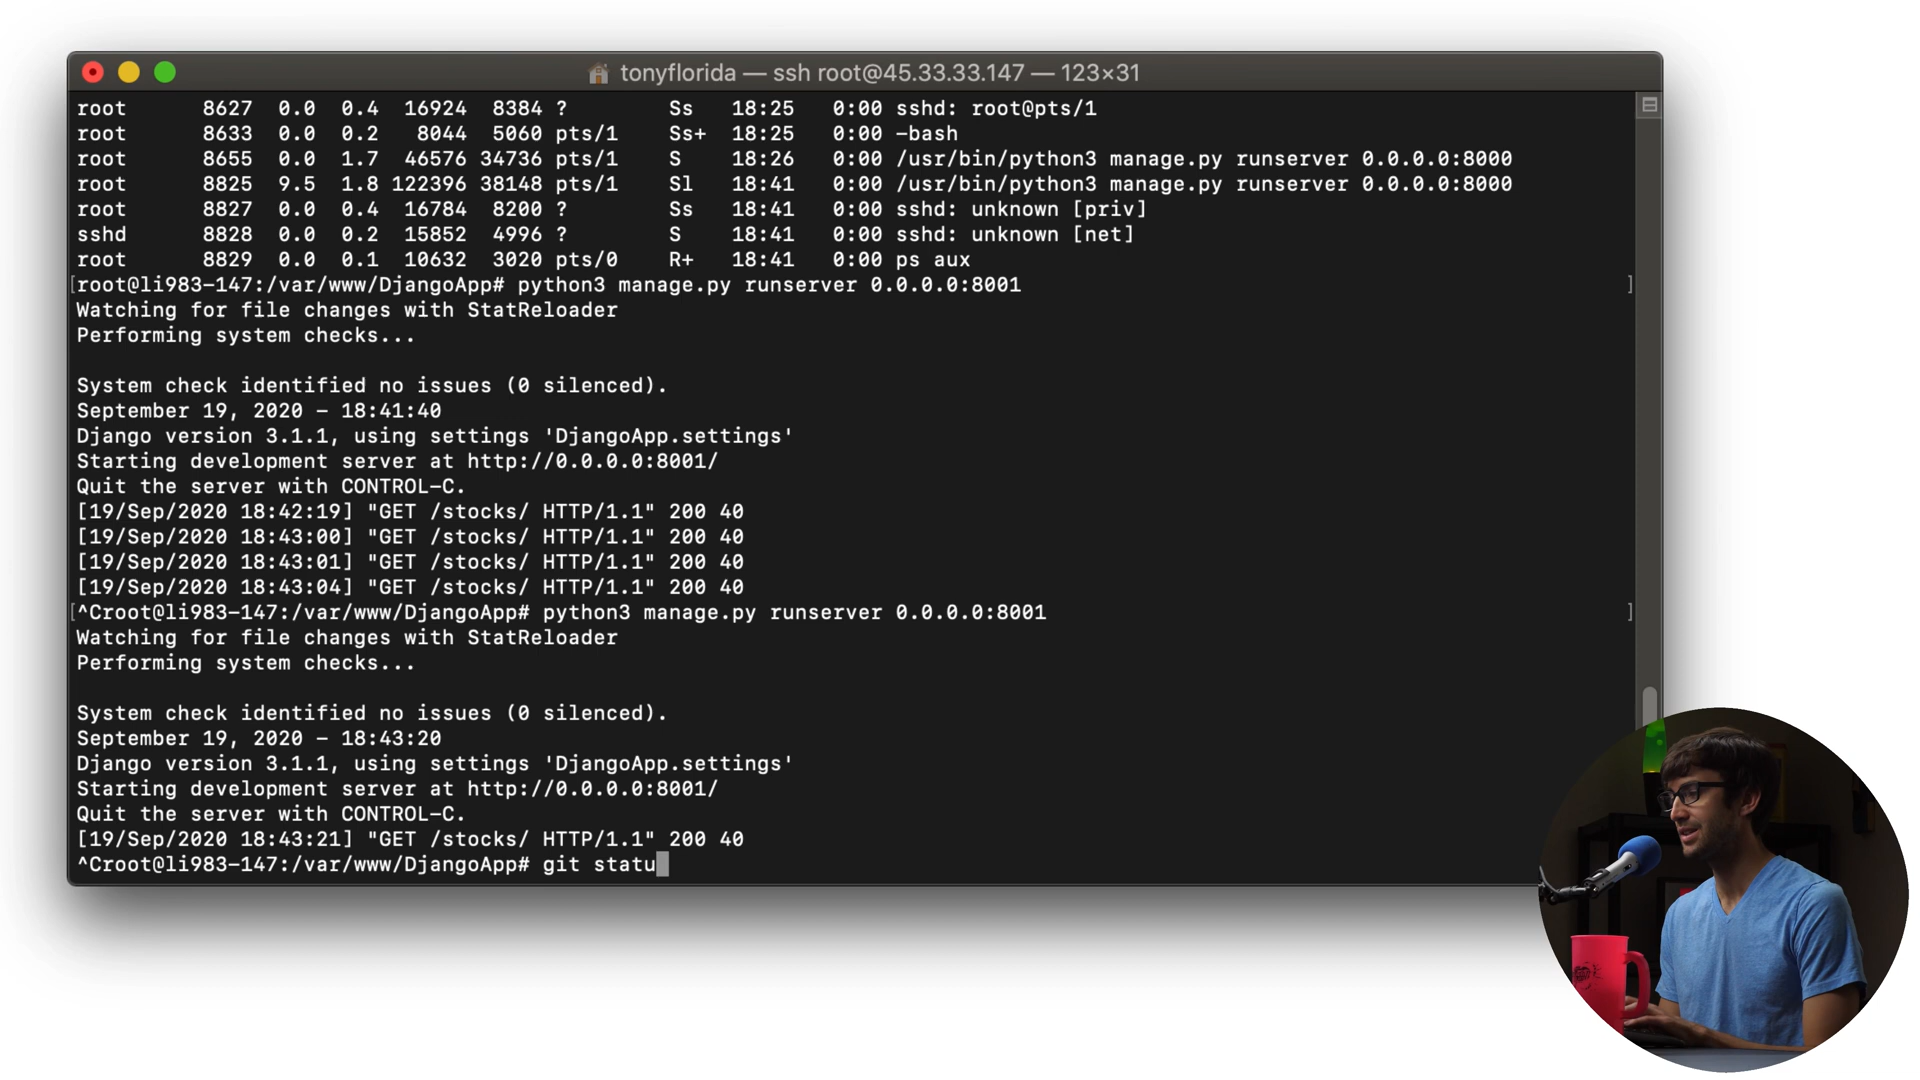 tonyflorida — ssh root@45.33.33.147 — 123×31
root 8627 0.0 0.4 16924 8384 ? Ss 18:25 0:00 sshd: root@pts/1
root 8633 0.0 0.2 8044 5060 pts/1 Ss+ 18:25 0:00 -bash
root 8655 0.0 1.7 46576 34736 pts/1 S 18:26 0:00 /usr/bin/python3 manage.py runserver 0.0.0.0:8000
root 8825 9.5 1.8 122396 38148 pts/1 Sl 18:41 0:00 /usr/bin/python3 manage.py runserver 0.0.0.0:8000
root 8827 0.0 0.4 16784 8200 ? Ss 18:41 0:00 sshd: unknown [priv]
sshd 8828 0.0 0.2 15852 4996 ? S 18:41 0:00 sshd: unknown [net]
root 8829 0.0 0.1 10632 3020 pts/0 R+ 18:41 0:00 ps aux
[root@li983-147:/var/www/DjangoApp# python3 manage.py runserver 0.0.0.0:8001 ]
Watching for file changes with StatReloader
Performing system checks...
System check identified no issues (0 silenced).
September 19, 2020 - 18:41:40
Django version 3.1.1, using settings 'DjangoApp.settings'
Starting development server at http://0.0.0.0:8001/
Quit the server with CONTROL-C.
[19/Sep/2020 18:42:19] "GET /stocks/ HTTP/1.1" 200 40
[19/Sep/2020 18:43:00] "GET /stocks/ HTTP/1.1" 200 40
[19/Sep/2020 18:43:01] "GET /stocks/ HTTP/1.1" 200 40
[19/Sep/2020 18:43:04] "GET /stocks/ HTTP/1.1" 200 40
[^Croot@li983-147:/var/www/DjangoApp# python3 manage.py runserver 0.0.0.0:8001 ]
Watching for file changes with StatReloader
Performing system checks...
System check identified no issues (0 silenced).
September 19, 2020 - 18:43:20
Django version 3.1.1, using settings 'DjangoApp.settings'
Starting development server at http://0.0.0.0:8001/
Quit the server with CONTROL-C.
[19/Sep/2020 18:43:21] "GET /stocks/ HTTP/1.1" 200 40
^Croot@li983-147:/var/www/DjangoApp# git statu